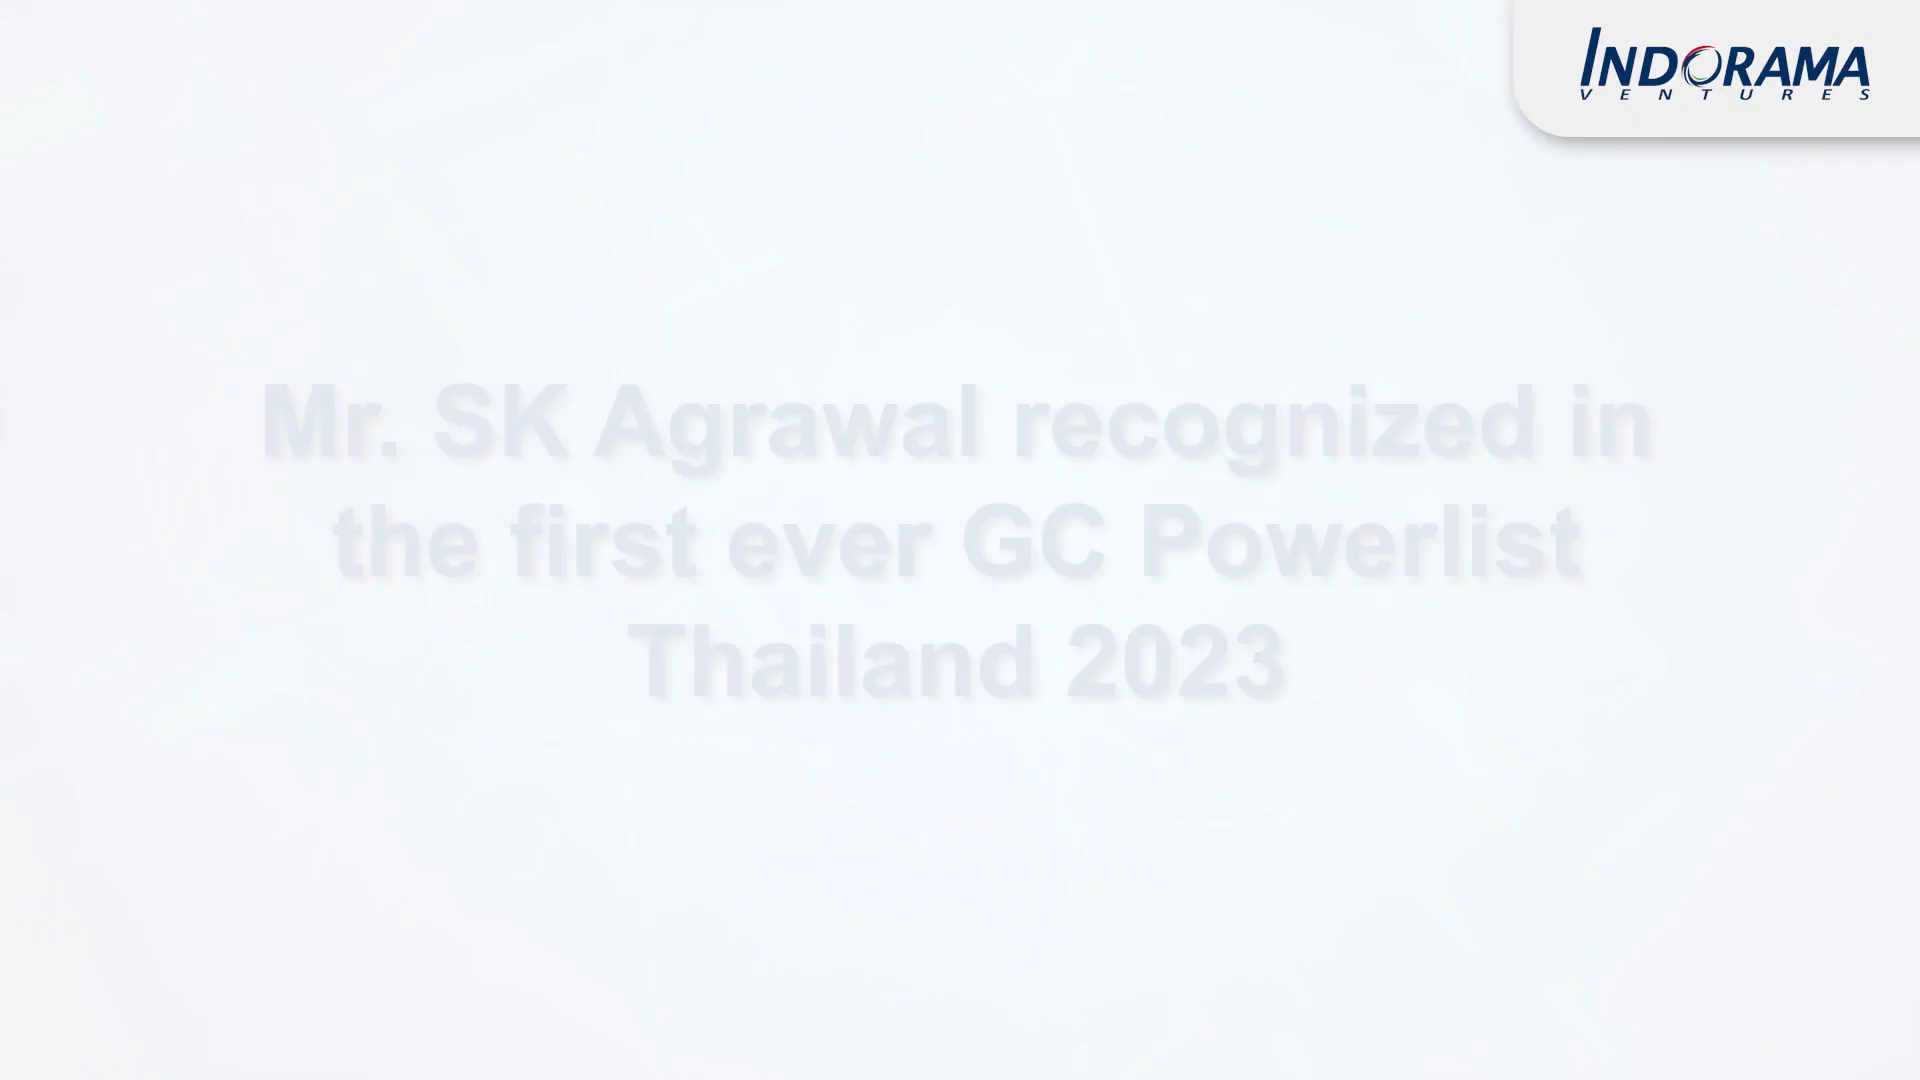 INDORAMA
VENTURES
Mr. SK Agrawal recognized in
the first ever GC Powerlist
Thailand 2023